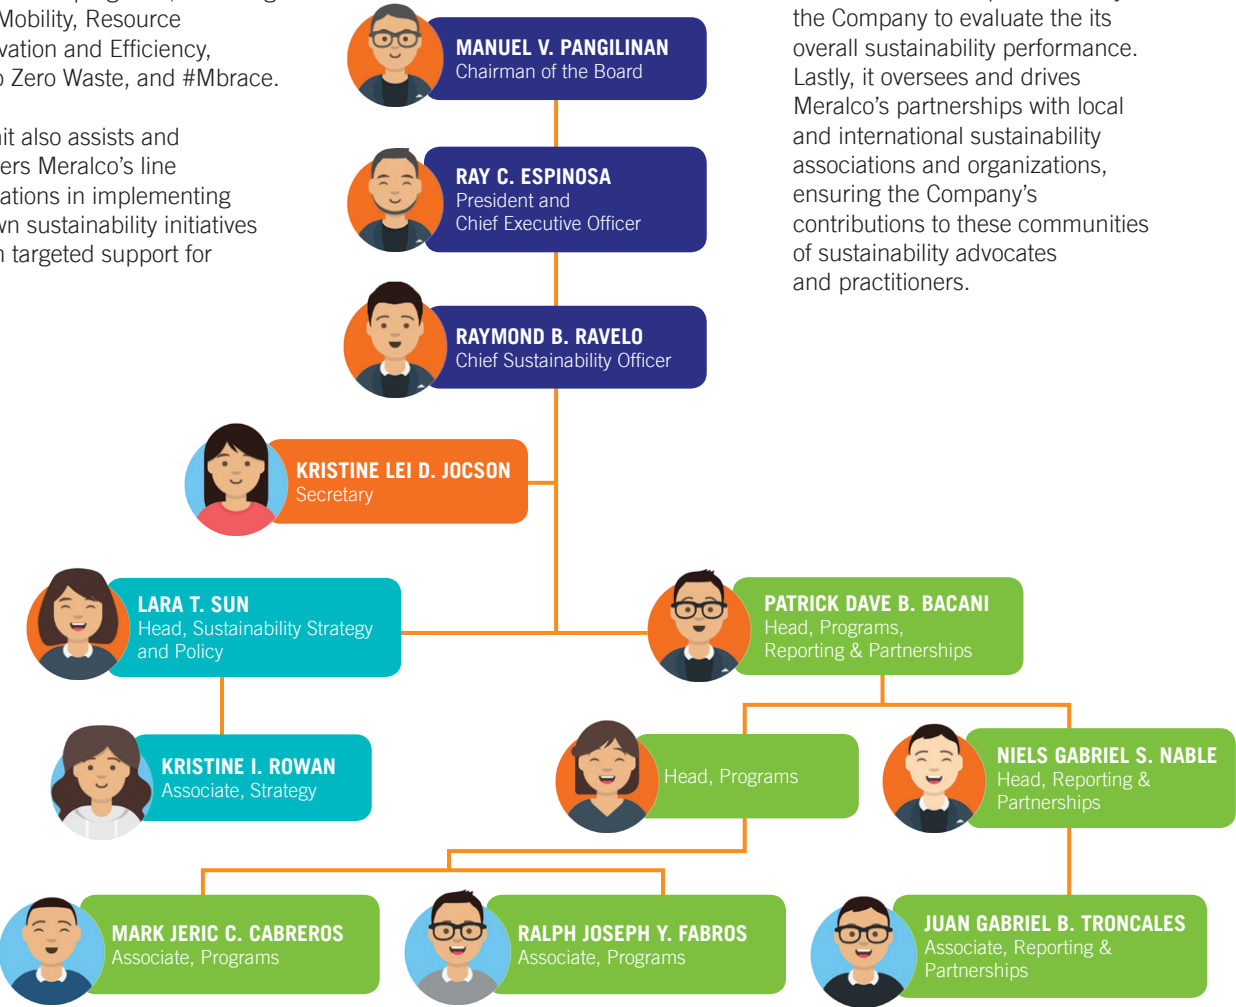 Mobility, Resource
vation and Efficiency,
o Zero Waste, and #Mbrace.
it also assists and
ers Meralco's line
ations in implementing
wn sustainability initiatives
n targeted support for
MANUEL V. PANGILINAN
Chairman of the Board
RAY C. ESPINOSA
President and
Chief Executive Officer
RAYMOND B. RAVELO
Chief Sustainability Officer
the Company to evaluate the its
overall sustainability performance.
Lastly, it oversees and drives
Meralco's partnerships with local
and international sustainability
associations and organizations,
ensuring the Company's
contributions to these communities
of sustainability advocates
and practitioners.
KRISTINE LEI D. JOCSON
Secretary
LARA T. SUN
Head, Sustainability Strategy
and Policy
PATRICK DAVE B. BACANI
Head, Programs,
Reporting & Partnerships
KRISTINE I. ROWAN
Associate, Strategy
Head, Programs
NIELS GABRIEL S. NABLE
Head, Reporting &
Partnerships
MARK JERIC C. CABREROS
Associate, Programs
RALPH JOSEPH Y. FABROS
Associate, Programs
JUAN GABRIEL B. TRONCALES
Associate, Reporting &
Partnerships